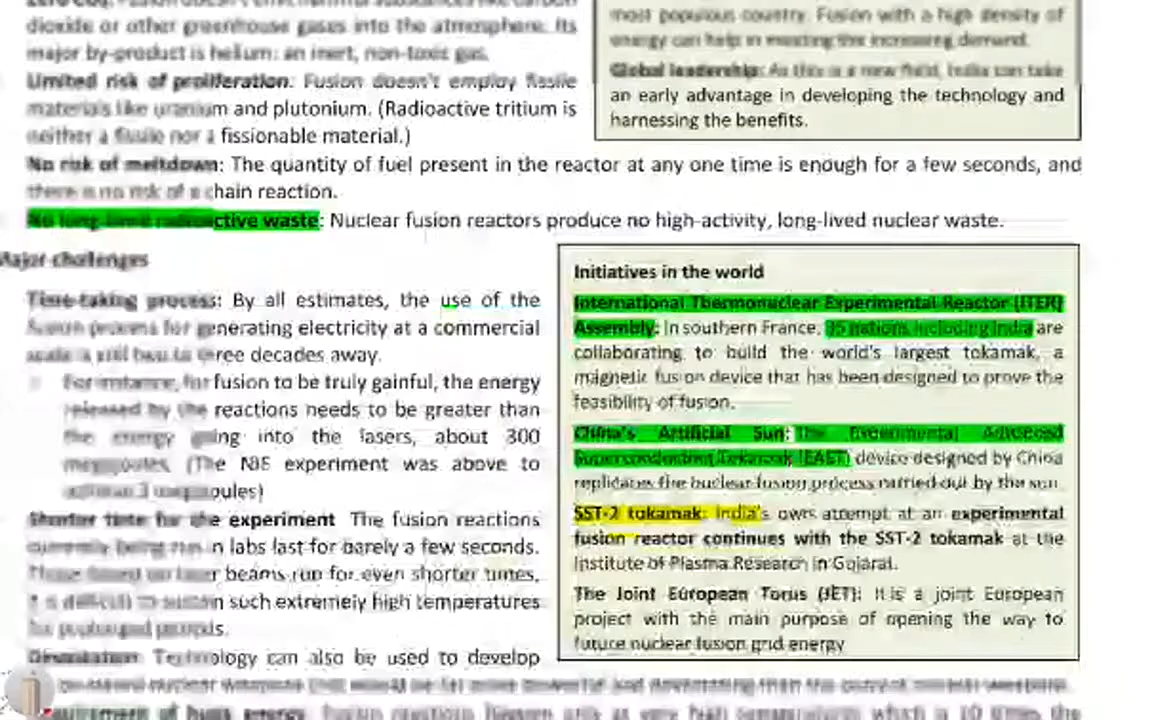 dioxide or other greenhouse gases into the atmosphere. Its
major by-product is helium: an inert, non-toxic gas.
Limited risk of proliferation: Fusion doesn't employ fissile
materials like uranium and plutonium. (Radioactive tritium is
neither a fissile nor a fissionable material.)
No risk of meltdown: The quantity of fuel present in the reactor at any one time is enough for a few seconds, and
there is no risk of a chain reaction.
No long-lived radioactive waste: Nuclear fusion reactors produce no high-activity, long-lived nuclear waste.
most populous country. Fusion with a high density of
energy can help in meeting the increasing demand.
Global leadership: As this is a new field, India can take
an early advantage in developing the technology and
harnessing the benefits.
Major challenges
Time-taking process: By all estimates, the use of the
fusion process for generating electricity at a commercial
scale is still two to three decades away.
For instance, for fusion to be truly gainful, the energy
released by the reactions needs to be greater than
the energy going into the lasers, about 300
megajoules. (The experiment was above to
achieve 3 megajoules)
Shorter time for the experiment The fusion reactions
currently being run in labs last for barely a few seconds.
Those based on laser beams run for even shorter times,
it is difficult to sustain such extremely high temperatures
for prolonged periods.
Devastation: Technology can also be used to develop
Initiatives in the world
International Thermonuclear Experimental Reactor (ITER)
Assembly: In southern France, 35 nations including India are
collaborating to build the world's largest tokamak, a
magnetic fusion device that has been designed to prove the
feasibility of fusion.
China's Artificial Sun: The Experimental Advanced
Superconducting Tokamak (EAST) device designed by China
replicates the nuclear fusion process carried out by the sun.
SST-2 tokamak: India's own attempt at an experimental
fusion reactor continues with the SST-2 tokamak at the
Institute of Plasma Research in Gujarat.
The Joint European Torus (JET): It is a joint European
project with the main purpose of opening the way to
future nuclear fusion grid energy
requirement of huge energy. Fusion reactions happen only at very high temperatures which is 10 times the